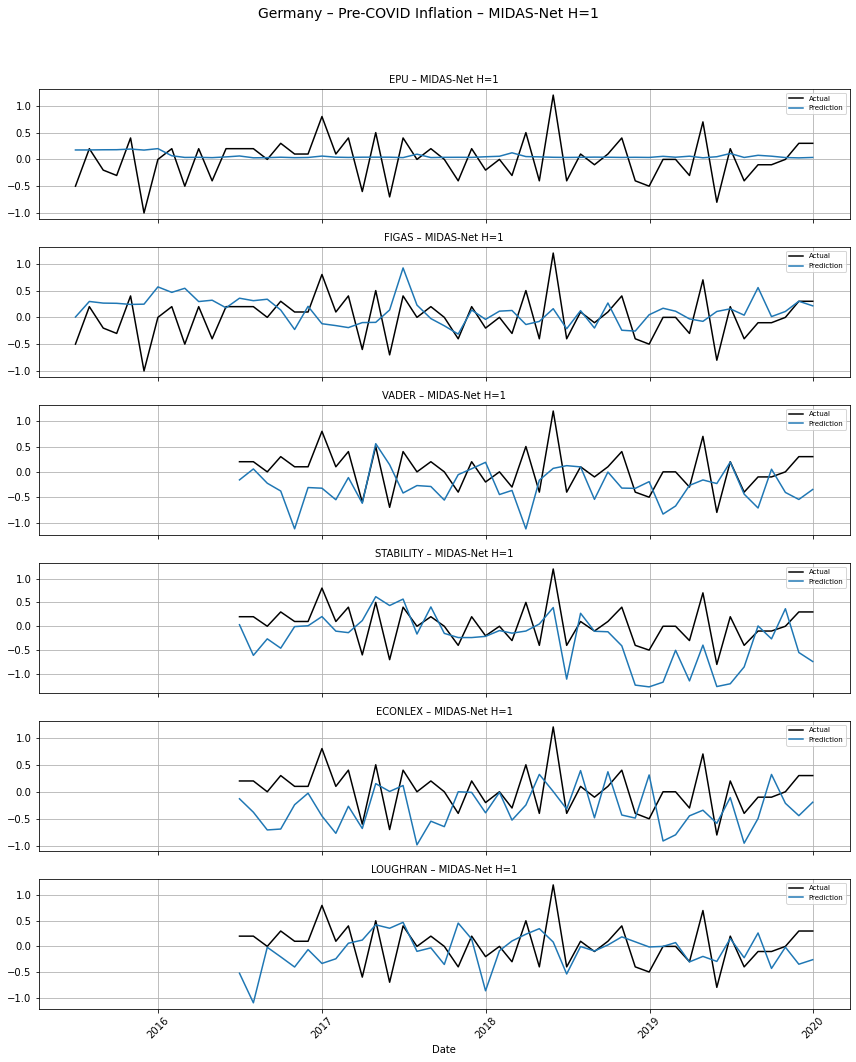 Germany – Pre-COVID Inflation – MIDAS-Net H=1
EPU – MIDAS-Net H=1
Actual
Prediction
1.0
0.5
0.0
−0.5
−1.0
FIGAS – MIDAS-Net H=1
Actual
Prediction
1.0
0.5
0.0
−0.5
−1.0
VADER – MIDAS-Net H=1
Actual
Prediction
1.0
0.5
0.0
−0.5
−1.0
STABILITY – MIDAS-Net H=1
Actual
Prediction
1.0
0.5
0.0
−0.5
−1.0
ECONLEX – MIDAS-Net H=1
Actual
Prediction
1.0
0.5
0.0
−0.5
−1.0
LOUGHRAN – MIDAS-Net H=1
Actual
Prediction
1.0
0.5
0.0
−0.5
−1.0
2016 2017 2018 2019 2020
Date